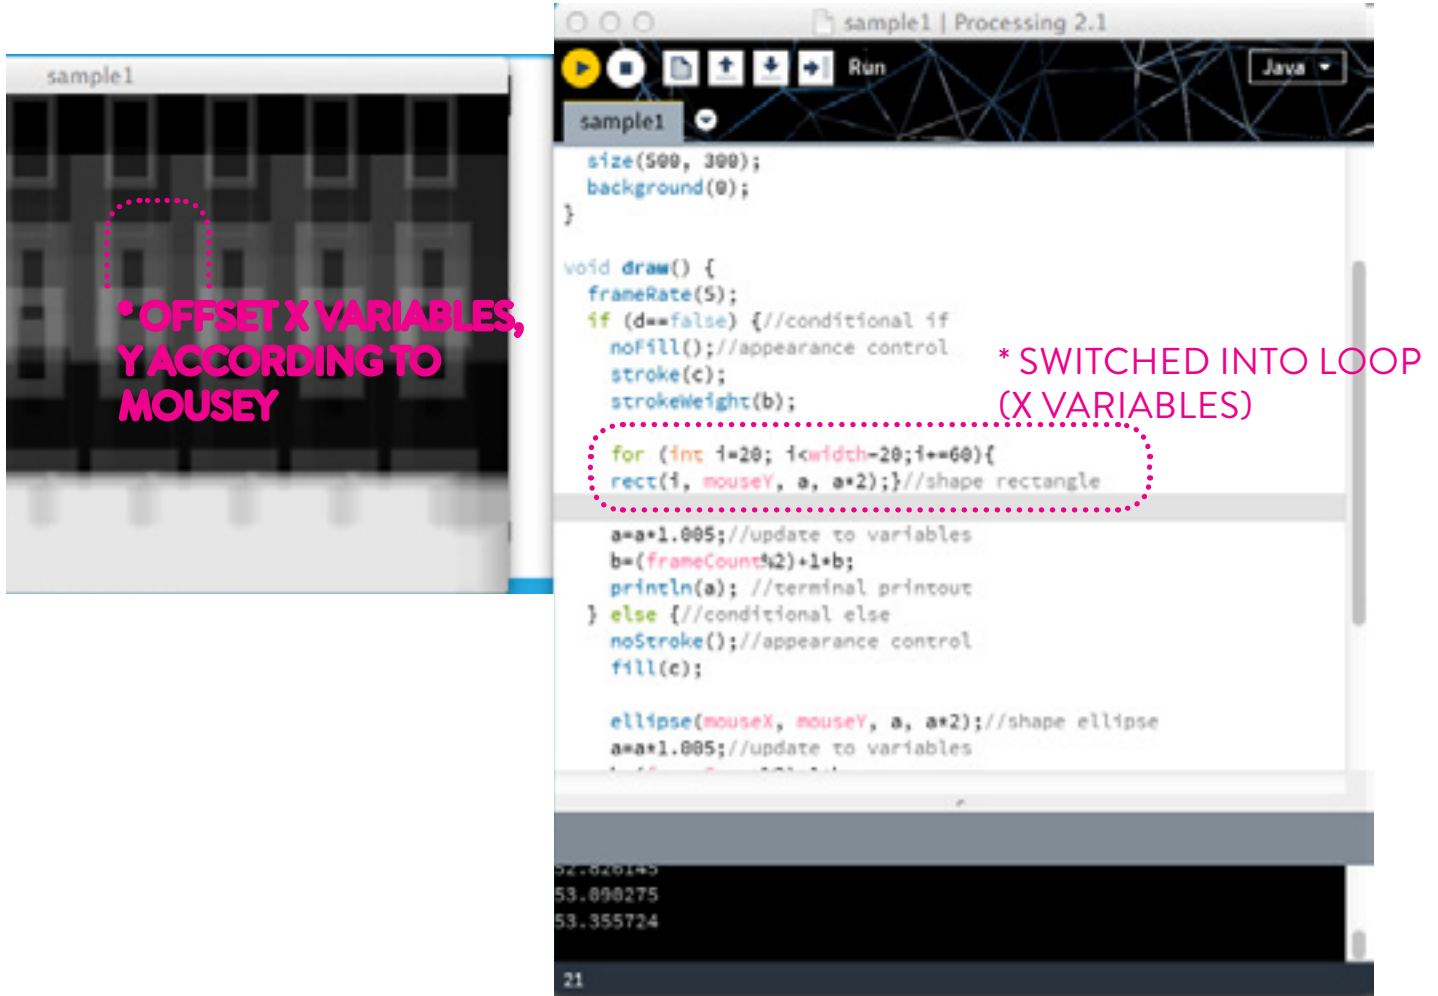 sample1
* OFFSET X VARIABLES,
Y ACCORDING TO
MOUSEY
sample1 | Processing 2.1
Run
Java
sample1
size(500, 300);
background(0);
}
void draw() {
frameRate(5);
if (d==false) {//conditional if
noFill();//appearance control
stroke(c);
strokeWeight(b);
for (int i=20; i<width-20;i+=60){
rect(i, mouseY, a, a*2);}//shape rectangle
a=a*1.005;//update to variables
b=(frameCount%2)+1*b;
println(a); //terminal printout
} else {//conditional else
noStroke();//appearance control
fill(c);
ellipse(mouseX, mouseY, a, a*2);//shape ellipse
a=a*1.005;//update to variables
* SWITCHED INTO LOOP
(X VARIABLES)
52.826145
53.090275
53.355724
21